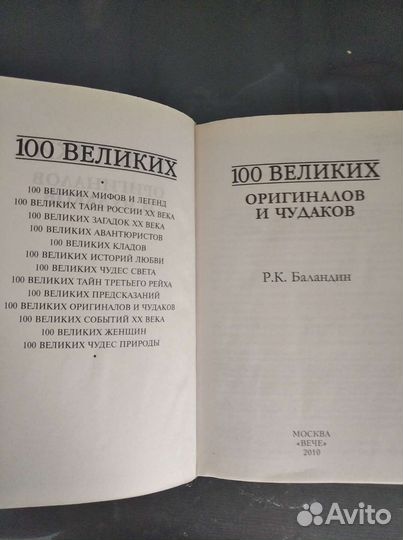 100 ВЕЛИКИХ
100 ВЕЛИКИХ МИФОВ И ЛЕГЕНД
100 ВЕЛИКИХ ТАЙН РОССИИ XX ВЕКА
100 ВЕЛИКИХ ЗАГАДОК XX ВЕКА
100 ВЕЛИКИХ АВАНТЮРИСТОВ
100 ВЕЛИКИХ КЛАДОВ
100 ВЕЛИКИХ ИСТОРИЙ ЛЮБВИ
100 ВЕЛИКИХ ЧУДЕС СВЕТА
100 ВЕЛИКИХ ТАЙН ТРЕТЬЕГО РЕЙХА
100 ВЕЛИКИХ ПРЕДСКАЗАНИЙ
100 ВЕЛИКИХ ОРИГИНАЛОВ И ЧУДАКОВ
100 ВЕЛИКИХ СОБЫТИЙ XX ВЕКА
100 ВЕЛИКИХ ЖЕНЩИН
100 ВЕЛИКИХ ЧУДЕС ПРИРОДЫ
100 ВЕЛИКИХ
ОРИГИНАЛОВ
И ЧУДАКОВ
Р.К. Баландин
МОСКВА
«ВЕЧЕ»
2010
Avito